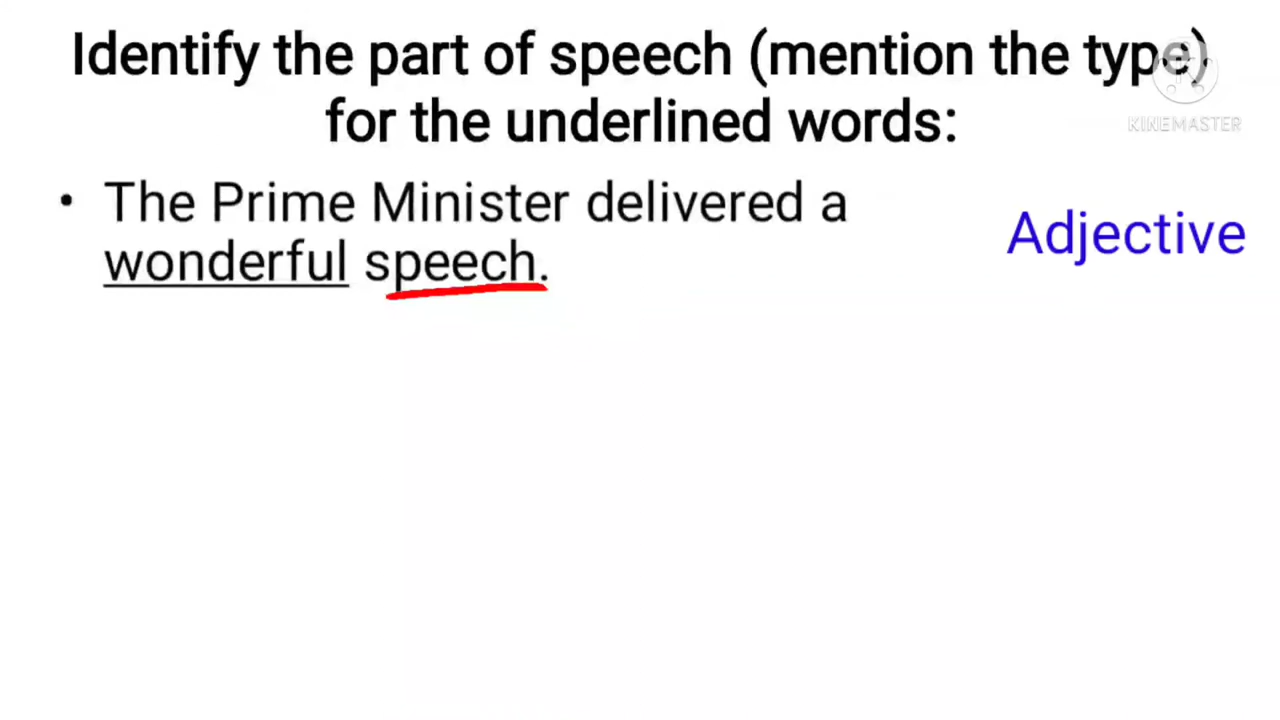 Identify the part of speech (mention the type)
for the underlined words:
KINEMASTER
• The Prime Minister delivered a
wonderful speech.
Adjective